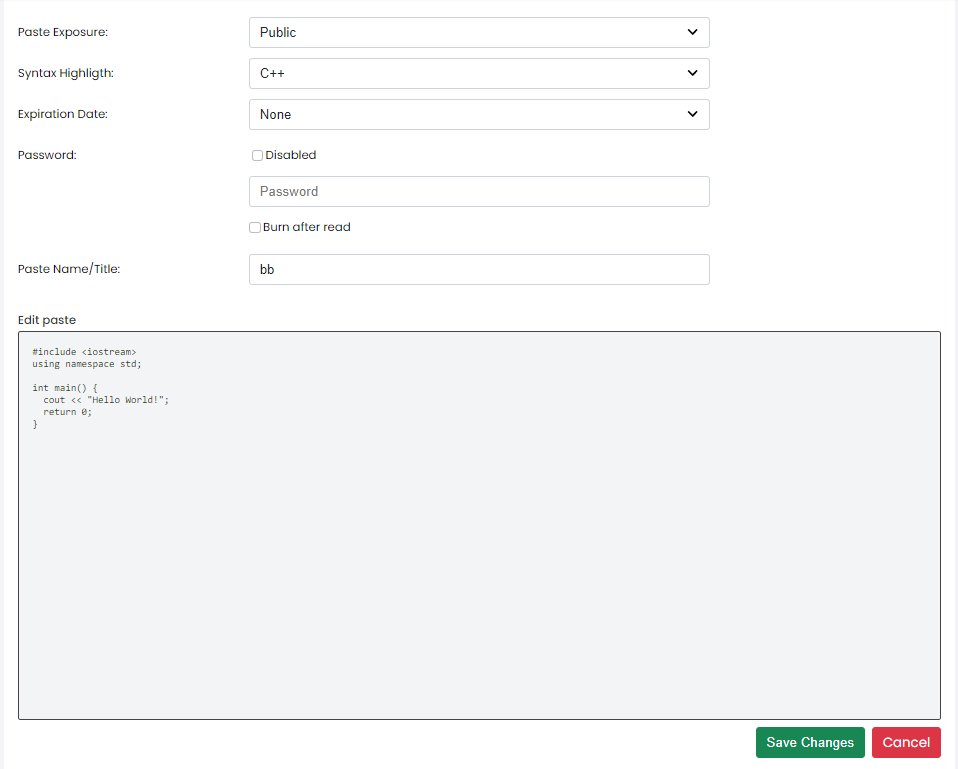 Paste Exposure:
Public
Syntax Highligth:
C++
Expiration Date:
None
Password:
Disabled
Password
Burn after read
Paste Name/Title:
bb
Edit paste
#include <iostream>
using namespace std;

int main() {
  cout << "Hello World!";
  return 0;
}
Save Changes
Cancel